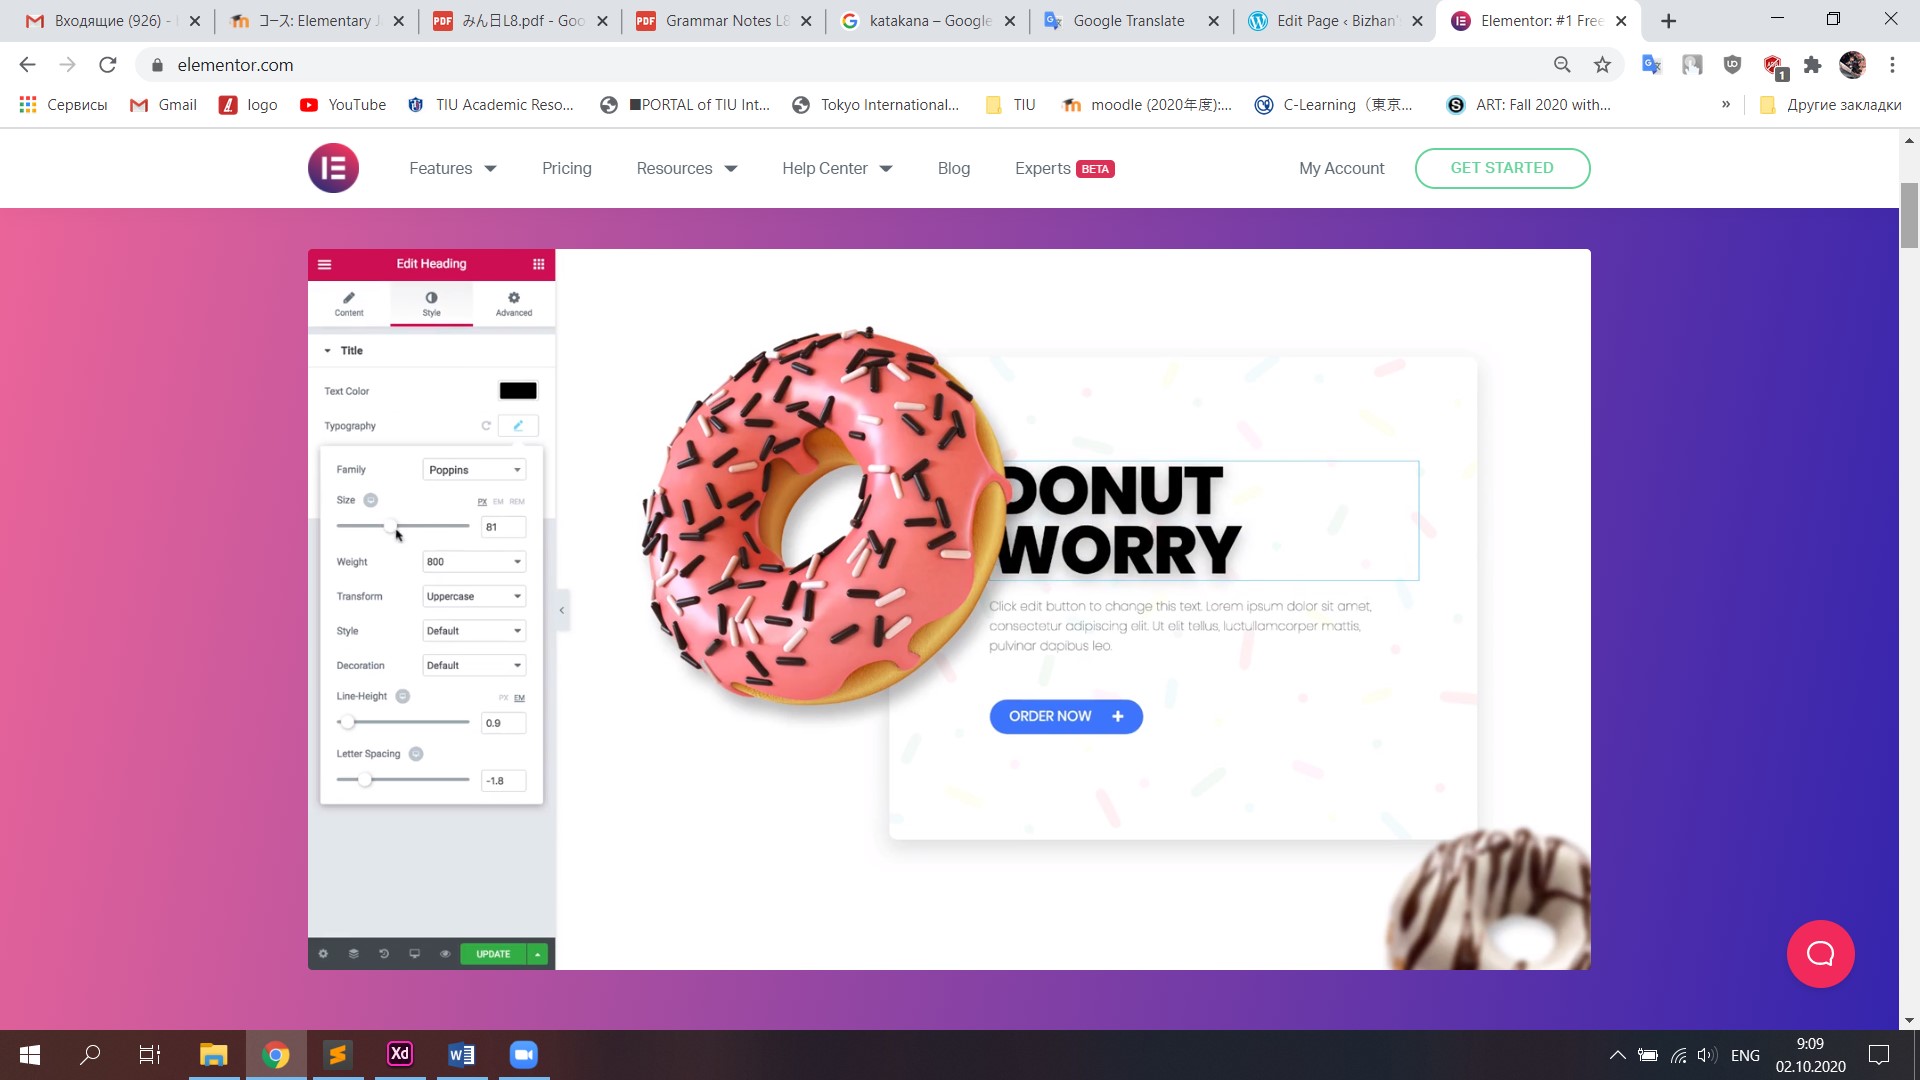 Входящие (926) -
コース: Elementary J
PDF みん日L8.pdf - Goo
PDF Grammar Notes L8
katakana – Google
Google Translate
Edit Page ‹ Bizhan'
Elementor: #1 Free
elementor.com
1
Сервисы
Gmail
logo
YouTube
TIU Academic Reso...
■PORTAL of TIU Int...
Tokyo International...
TIU
moodle (2020年度):...
C-Learning（東京...
ART: Fall 2020 with...
»
Другие закладки
Features
Pricing
Resources
Help Center
Blog
Experts BETA
My Account
GET STARTED
Edit Heading
Content
Style
Advanced
Title
Text Color
Typography
Family
Poppins
Size
PX EM REM
81
Weight
800
Transform
Uppercase
Style
Default
Decoration
Default
Line-Height
PX EM
0.9
Letter Spacing
-1.8
UPDATE
DONUT
WORRY
Click edit button to change this text. Lorem ipsum dolor sit amet,
consectetur adipiscing elit. Ut elit tellus, luctullamcorper mattis,
pulvinar dapibus leo.
ORDER NOW +
Xd
ENG
9:09
02.10.2020